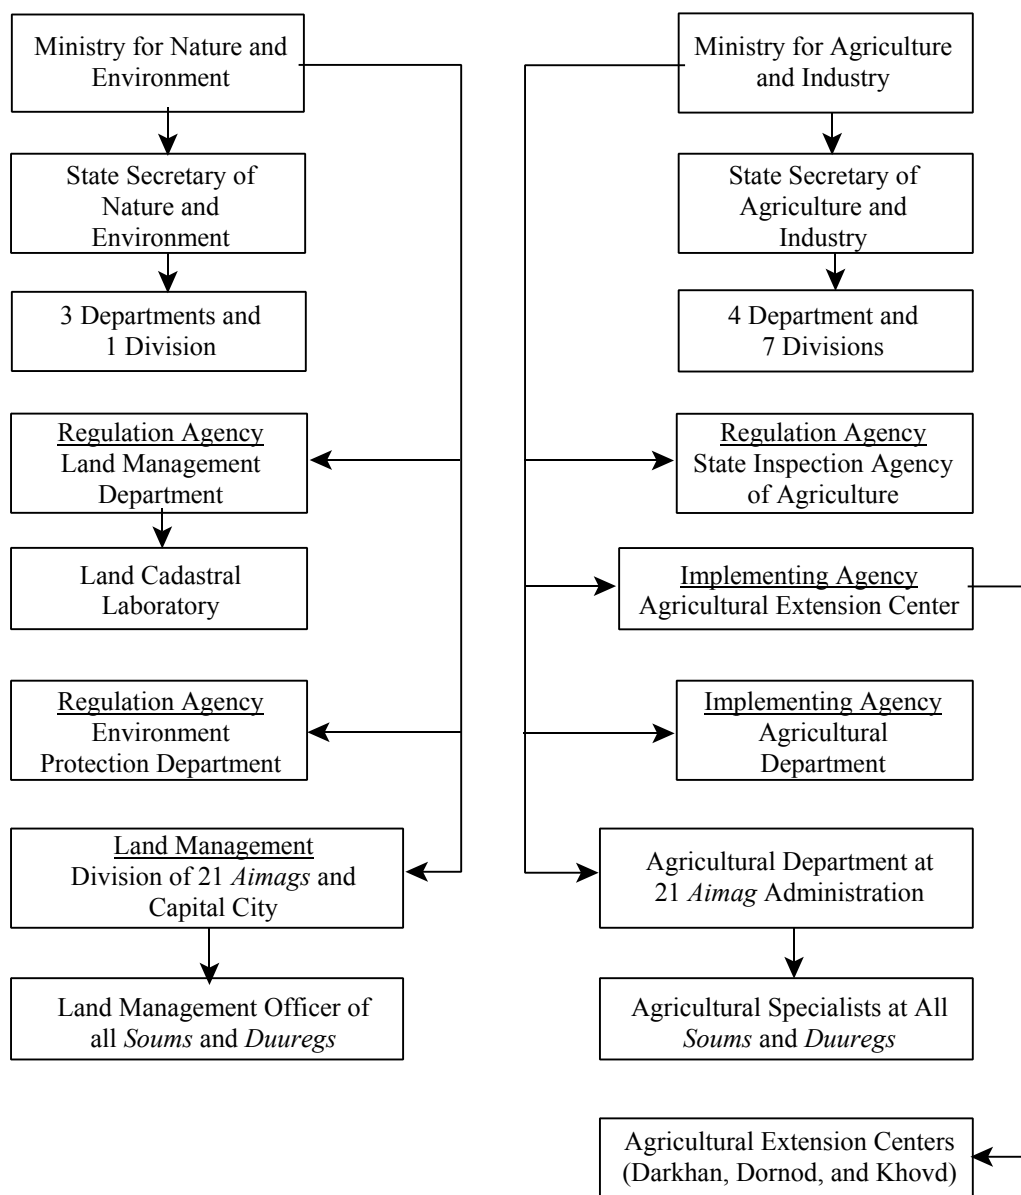 Ministry for Nature and
Environment
State Secretary of
Nature and
Environment
3 Departments and
1 Division
Regulation Agency
Land Management
Department
Land Cadastral
Laboratory
Regulation Agency
Environment
Protection Department
Land Management
Division of 21 Aimags and
Capital City
Land Management Officer of
all Soums and Duuregs
Ministry for Agriculture
and Industry
State Secretary of
Agriculture and
Industry
4 Department and
7 Divisions
Regulation Agency
State Inspection Agency
of Agriculture
Implementing Agency
Agricultural Extension Center
Implementing Agency
Agricultural
Department
Agricultural Department at
21 Aimag Administration
Agricultural Specialists at All
Soums and Duuregs
Agricultural Extension Centers
(Darkhan, Dornod, and Khovd)